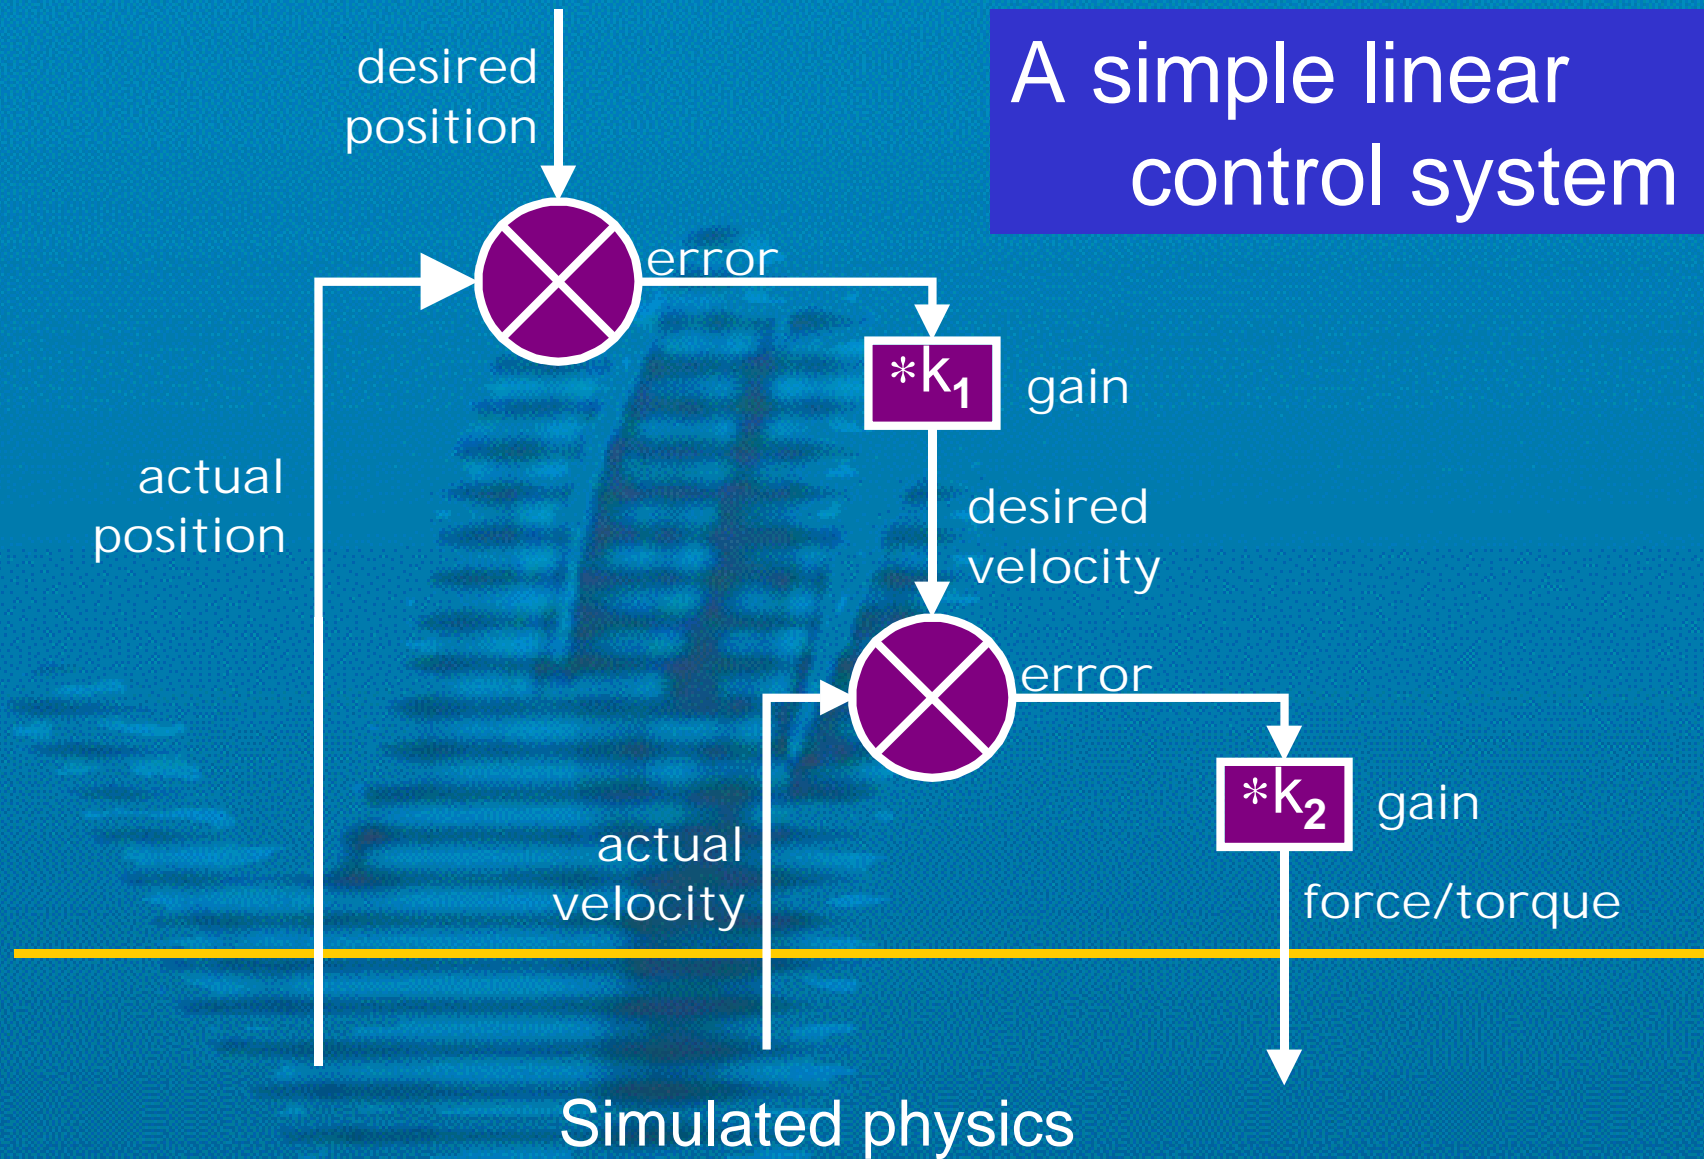 A simple linear
control system
desired
position
error
*k1
gain
actual
position
desired
velocity
error
*k2
gain
actual
velocity
force/torque
Simulated physics